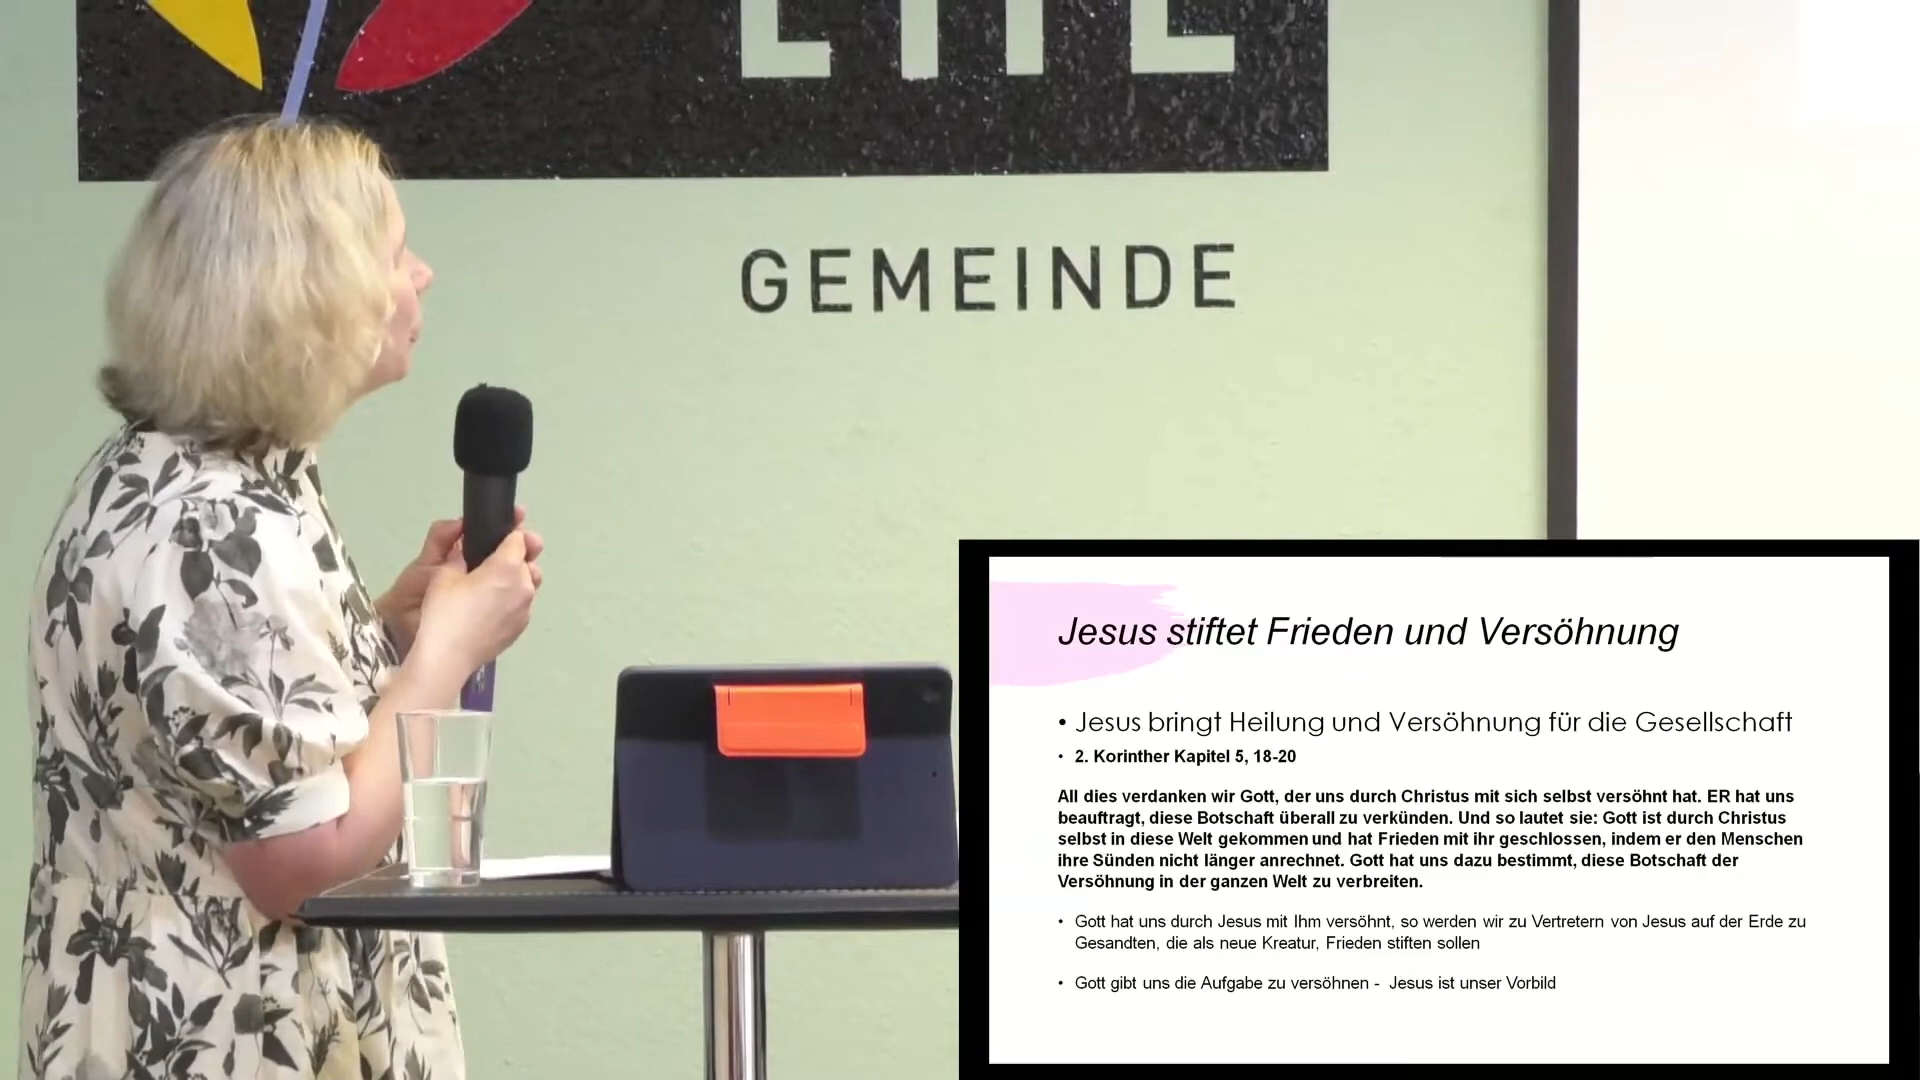 GEMEINDE
Jesus stiftet Frieden und Versöhnung
• Jesus bringt Heilung und Versöhnung für die Gesellschaft
• 2. Korinther Kapitel 5, 18-20
All dies verdanken wir Gott, der uns durch Christus mit sich selbst versöhnt hat. ER hat uns
beauftragt, diese Botschaft überall zu verkünden. Und so lautet sie: Gott ist durch Christus
selbst in diese Welt gekommen und hat Frieden mit ihr geschlossen, indem er den Menschen
ihre Sünden nicht länger anrechnet. Gott hat uns dazu bestimmt, diese Botschaft der
Versöhnung in der ganzen Welt zu verbreiten.
• Gott hat uns durch Jesus mit Ihm versöhnt, so werden wir zu Vertretern von Jesus auf der Erde zu
Gesandten, die als neue Kreatur, Frieden stiften sollen
• Gott gibt uns die Aufgabe zu versöhnen - Jesus ist unser Vorbild